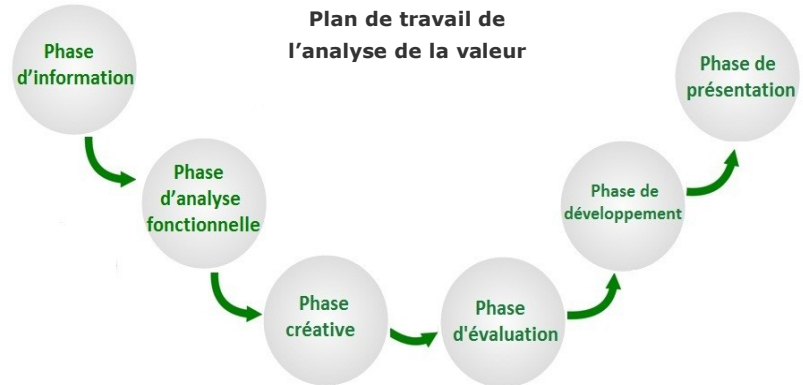 Plan de travail de
l’analyse de la valeur
Phase
d’information
Phase
d’analyse
fonctionnelle
Phase
créative
Phase
d'évaluation
Phase de
développement
Phase de
présentation